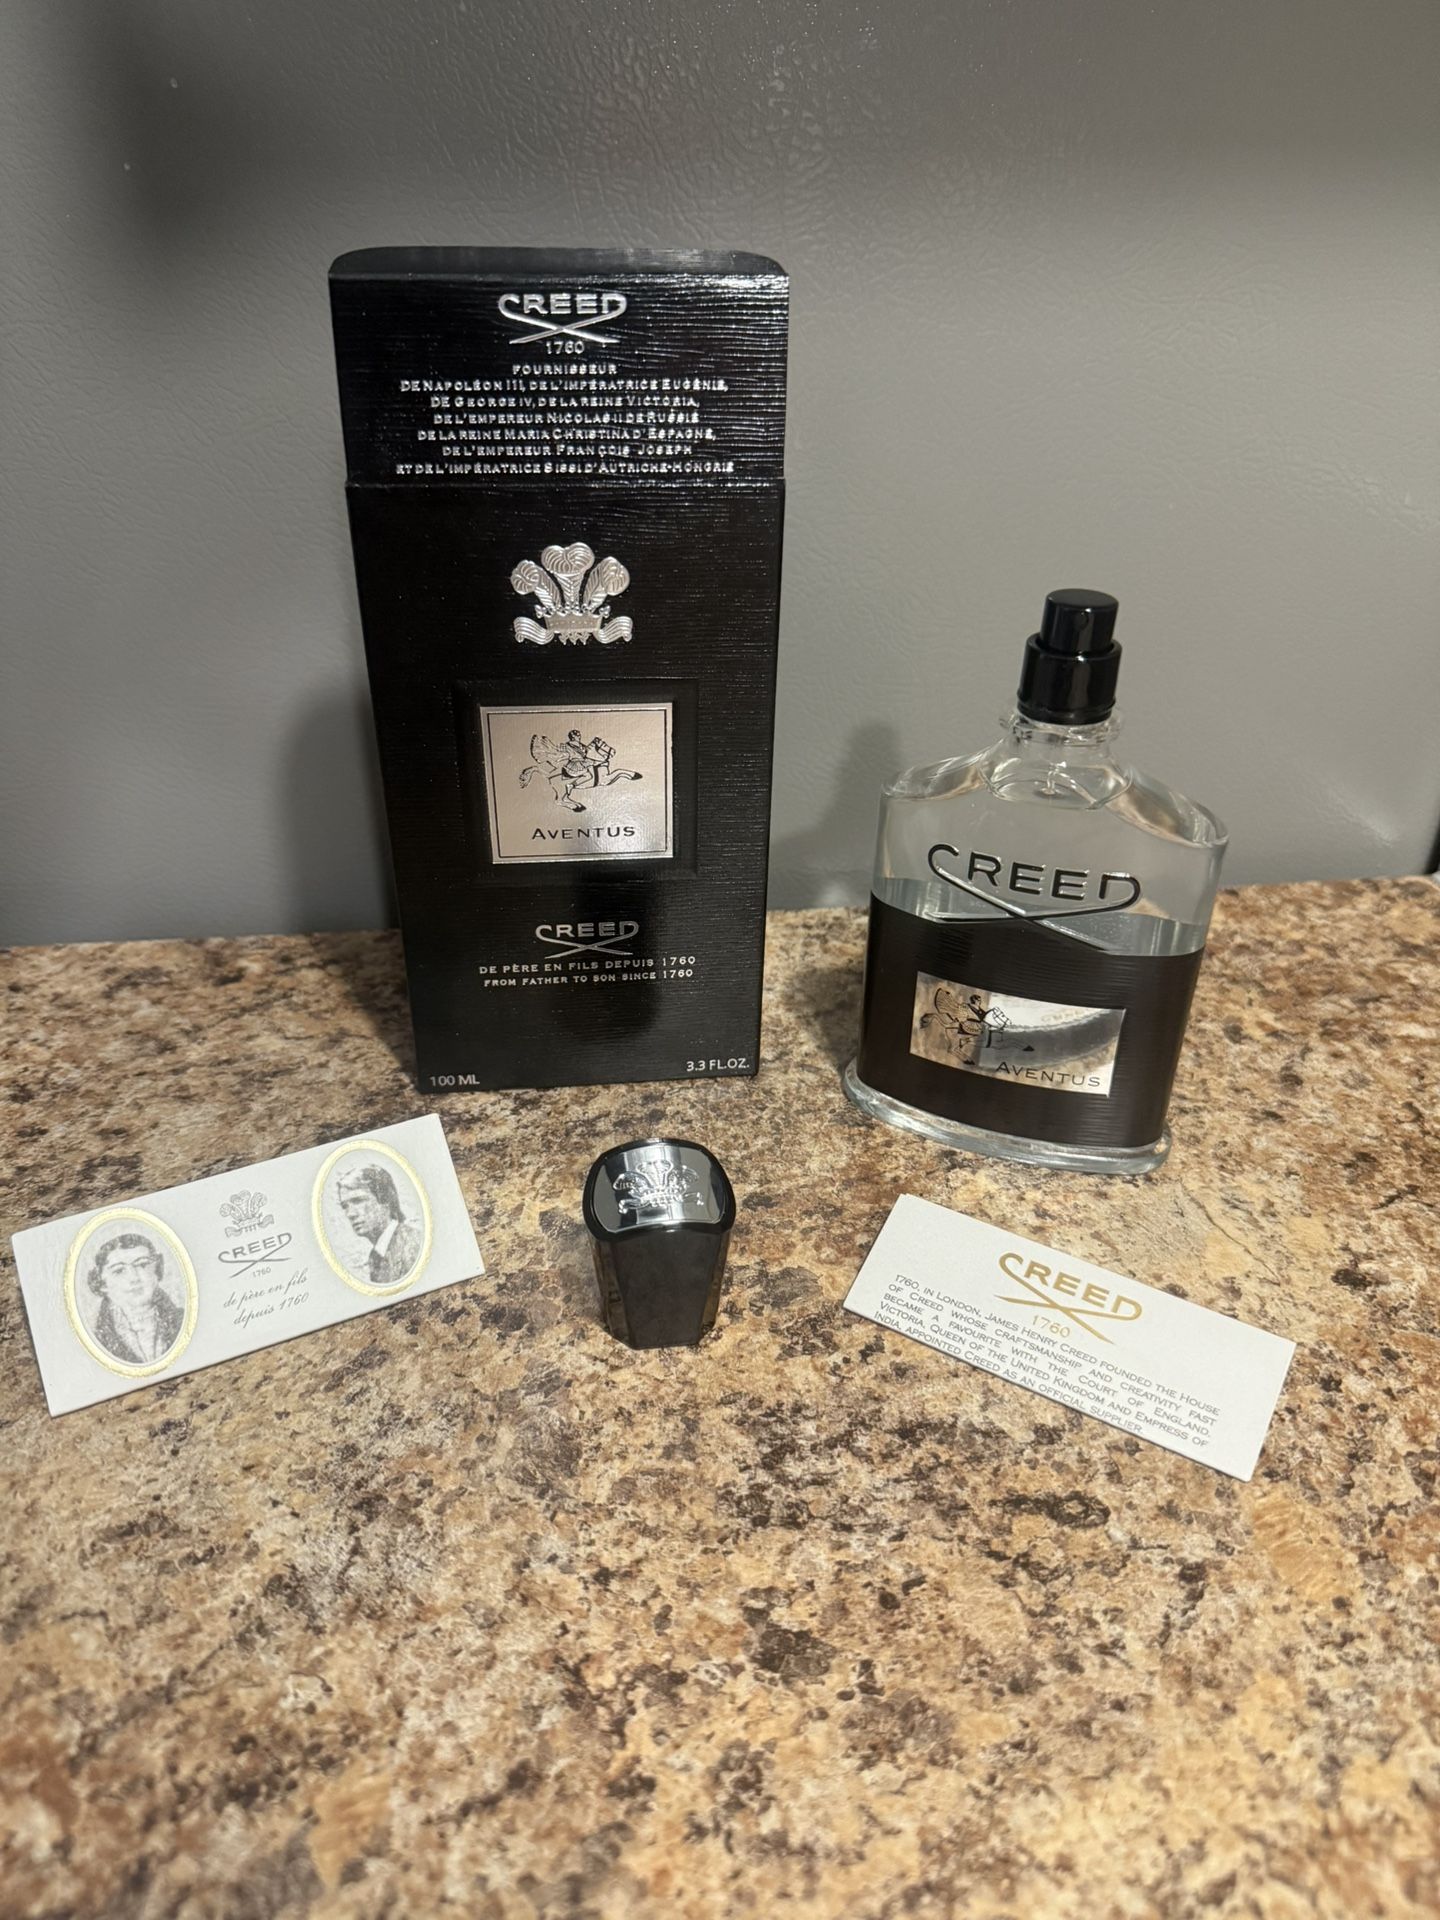 CREED
1760
FOURNISSEUR
DE NAPOLÉON III, DE L'IMPÉRATRICE EUGÉNIE,
DE GEORGE IV, DE LA REINE VICTORIA,
DE L'EMPEREUR NICOLAS II DE RUSSIE
DE LA REINE MARIA CHRISTINA D'ESPAGNE,
DE L'EMPEREUR FRANÇOIS JOSEPH
ET DE L'IMPÉRATRICE SISSI D'AUTRICHE-HONGRIE
AVENTUS
CREED
DE PÈRE EN FILS DEPUIS 1760
FROM FATHER TO SON SINCE 1760
100 ML
3.3 FL.OZ.
CREED
AVENTUS
CREED
1760
de père en fils
depuis 1760
CREED
1760
1760, IN LONDON, JAMES HENRY CREED FOUNDED THE HOUSE
OF CREED WHOSE CRAFTSMANSHIP AND CREATIVITY FAST
BECAME A FAVOURITE WITH THE COURT OF ENGLAND.
VICTORIA, QUEEN OF THE UNITED KINGDOM AND EMPRESS OF
INDIA, APPOINTED CREED AS AN OFFICIAL SUPPLIER.